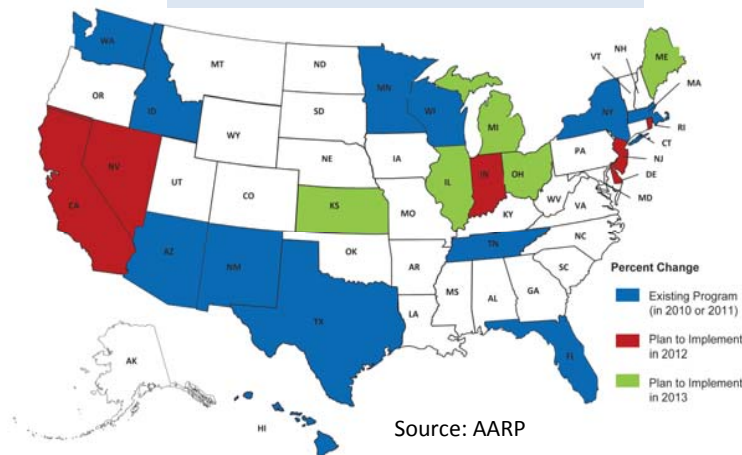 WA
MT
ND
MN
VT
NH
ME
OR
ID
SD
WI
MI
NY
MA
WY
RI
CT
NV
NE
IA
PA
NJ
CA
UT
CO
IL
IN
OH
DE
MD
KS
MO
KY
WV
VA
AZ
NM
OK
AR
TN
NC
SC
MS
AL
GA
TX
LA
FL
AK
HI
Percent Change
Existing Program
(in 2010 or 2011)
Plan to Implement
in 2012
Plan to Implement
in 2013
Source: AARP